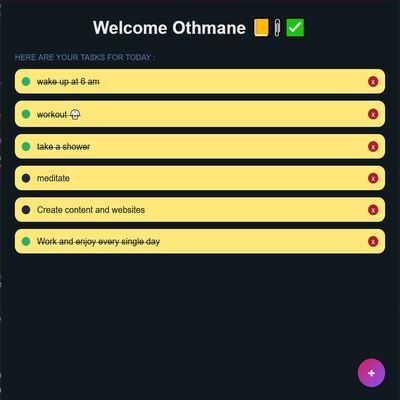 Welcome Othmane 📒📎✅
HERE ARE YOUR TASKS FOR TODAY :
wake up at 6 am x
workout x
take a shower x
meditate x
Create content and websites x
Work and enjoy every single day x
+